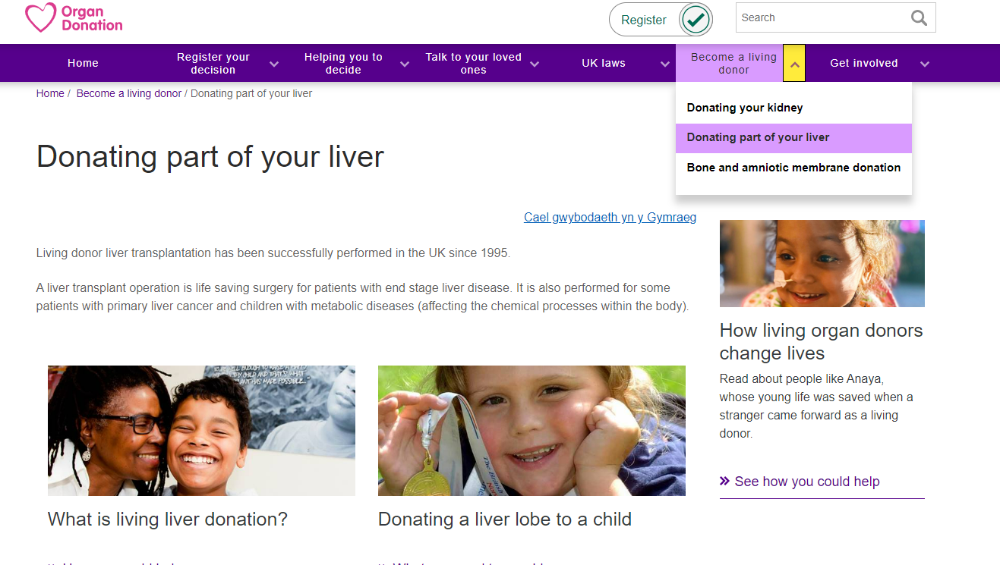 Organ
Donation
Register
Search
Home
Register your
decision
Helping you to
decide
Talk to your loved
ones
UK laws
Become a living
donor
Get involved
Home / Become a living donor / Donating part of your liver
Donating your kidney
Donating part of your liver
Bone and amniotic membrane donation
Donating part of your liver
Cael gwybodaeth yn y Gymraeg
Living donor liver transplantation has been successfully performed in the UK since 1995.
A liver transplant operation is life saving surgery for patients with end stage liver disease. It is also performed for some
patients with primary liver cancer and children with metabolic diseases (affecting the chemical processes within the body).
What is living liver donation?
Donating a liver lobe to a child
How living organ donors
change lives
Read about people like Anaya,
whose young life was saved when a
stranger came forward as a living
donor.
See how you could help